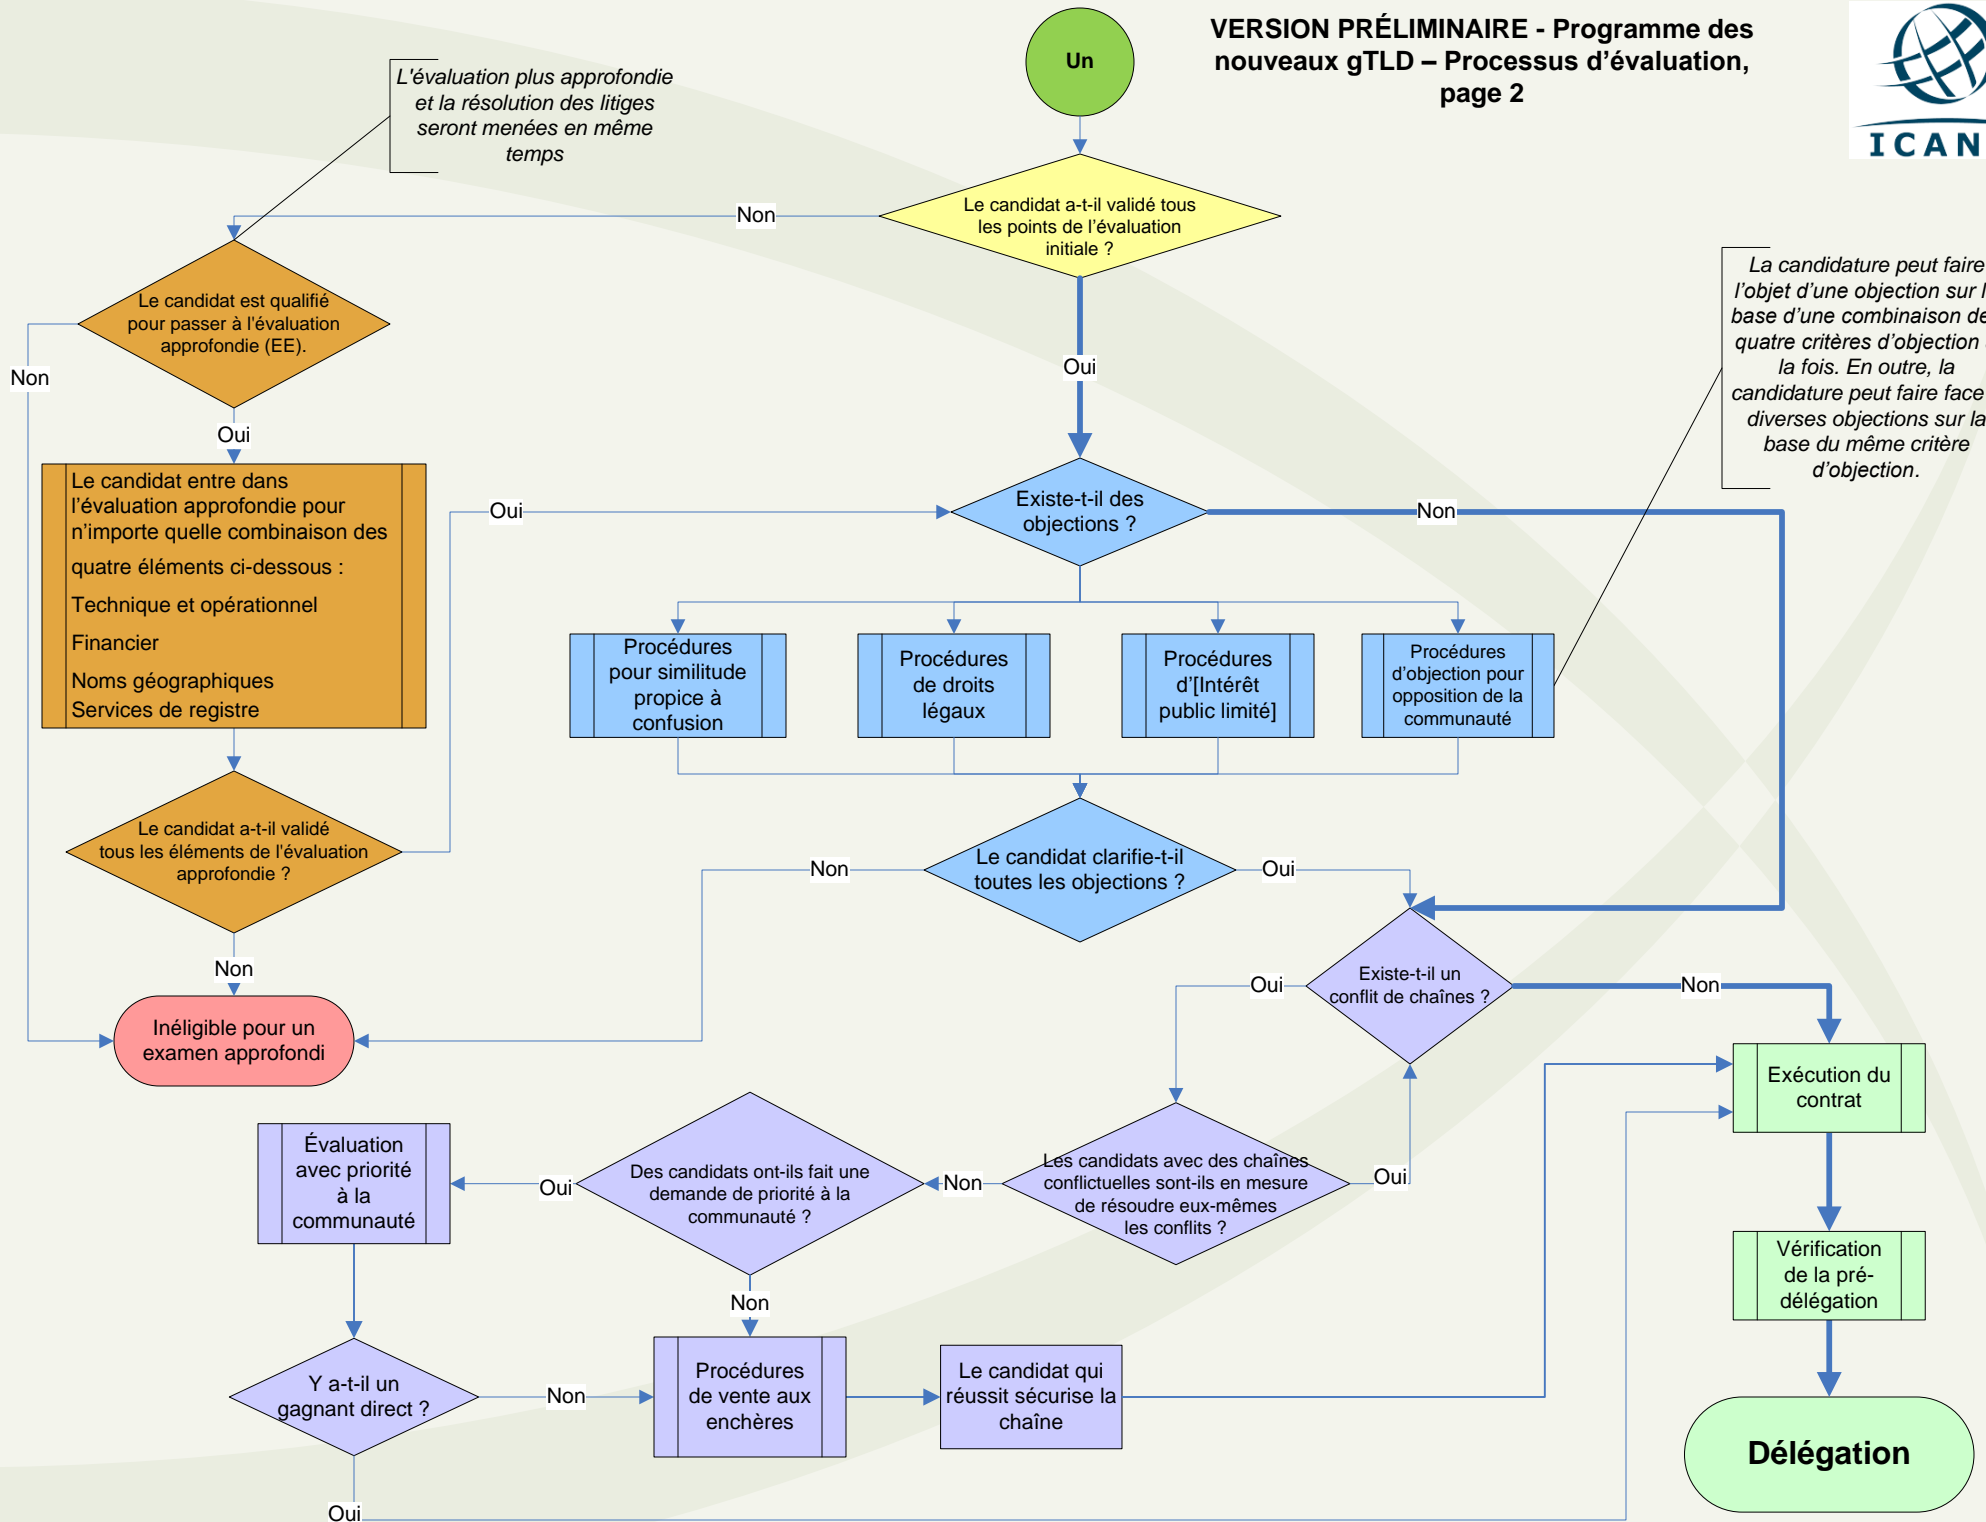 VERSION PRÉLIMINAIRE - Programme des
nouveaux gTLD – Processus d’évaluation,
page 2
ICAN
Un
L'évaluation plus approfondie
et la résolution des litiges
seront menées en même
temps
Le candidat a-t-il validé tous
les points de l’évaluation
initiale ?
Non
Oui
La candidature peut faire
l’objet d’une objection sur
base d’une combinaison
quatre critères d’objection
la fois. En outre, la
candidature peut faire face
diverses objections sur la
base du même critère
d’objection.
Le candidat est qualifié
pour passer à l'évaluation
approfondie (EE).
Non
Oui
Le candidat entre dans
l’évaluation approfondie pour
n’importe quelle combinaison des
quatre éléments ci-dessous :
Technique et opérationnel
Financier
Noms géographiques
Services de registre
Oui
Existe-t-il des
objections ?
Non
Procédures
pour similitude
propice à
confusion
Procédures
de droits
légaux
Procédures
d’[Intérêt
public limité]
Procédures
d’objection pour
opposition de la
communauté
Le candidat a-t-il validé
tous les éléments de l'évaluation
approfondie ?
Non
Le candidat clarifie-t-il
toutes les objections ?
Non
Oui
Inéligible pour un
examen approfondi
Existe-t-il un
conflit de chaînes ?
Oui
Non
Exécution du
contrat
Les candidats avec des chaînes
conflictuelles sont-ils en mesure
de résoudre eux-mêmes
les conflits ?
Oui
Non
Des candidats ont-ils fait une
demande de priorité à la
communauté ?
Oui
Non
Évaluation
avec priorité
à la
communauté
Vérification
de la pré-
délégation
Y a-t-il un
gagnant direct ?
Non
Oui
Procédures
de vente aux
enchères
Le candidat qui
réussit sécurise la
chaîne
Délégation